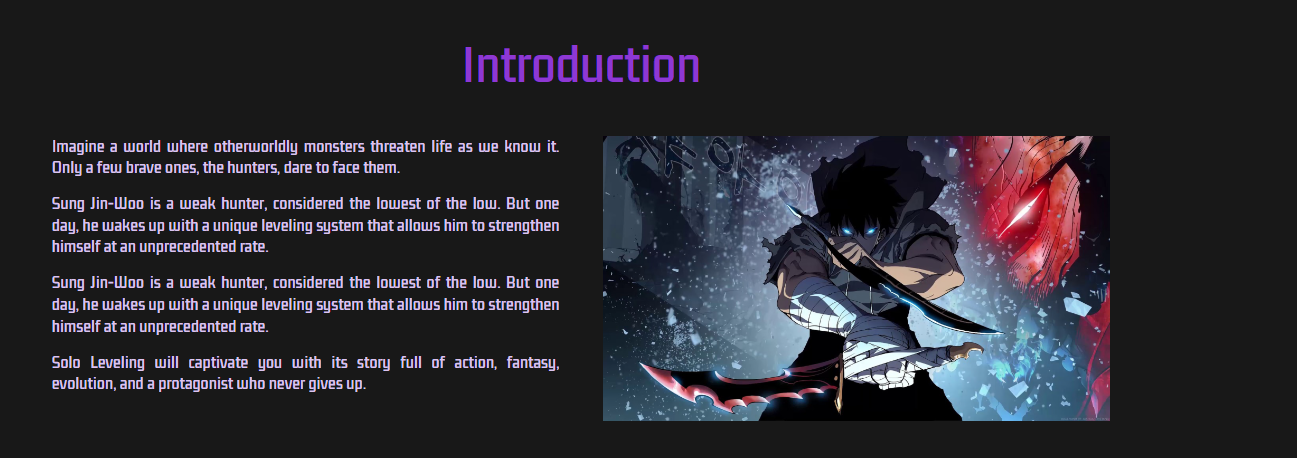 Introduction
Imagine a world where otherworldly monsters threaten life as we know it.
Only a few brave ones, the hunters, dare to face them.
Sung Jin-Woo is a weak hunter, considered the lowest of the low. But one
day, he wakes up with a unique leveling system that allows him to strengthen
himself at an unprecedented rate.
Sung Jin-Woo is a weak hunter, considered the lowest of the low. But one
day, he wakes up with a unique leveling system that allows him to strengthen
himself at an unprecedented rate.
Solo Leveling will captivate you with its story full of action, fantasy,
evolution, and a protagonist who never gives up.